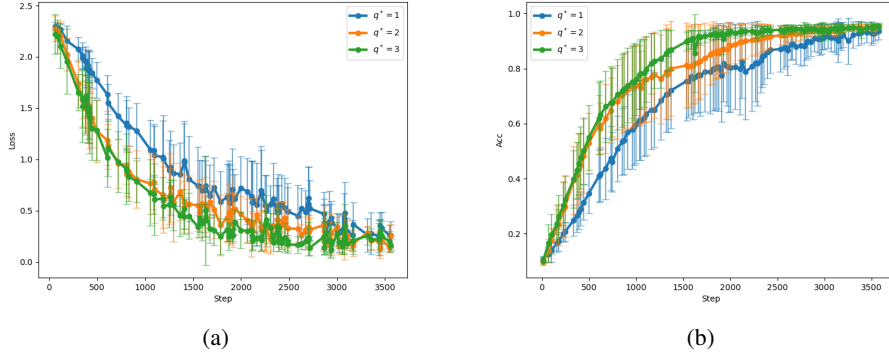 2.5
2.0
1.5
1.0
0.5
0.0
Loss
0 500 1000 1500 2000 2500 3000 3500
Step
q* = 1
q* = 2
q* = 3
(a)
1.0
0.8
0.6
0.4
0.2
Acc
0 500 1000 1500 2000 2500 3000 3500
Step
q* = 1
q* = 2
q* = 3
(b)